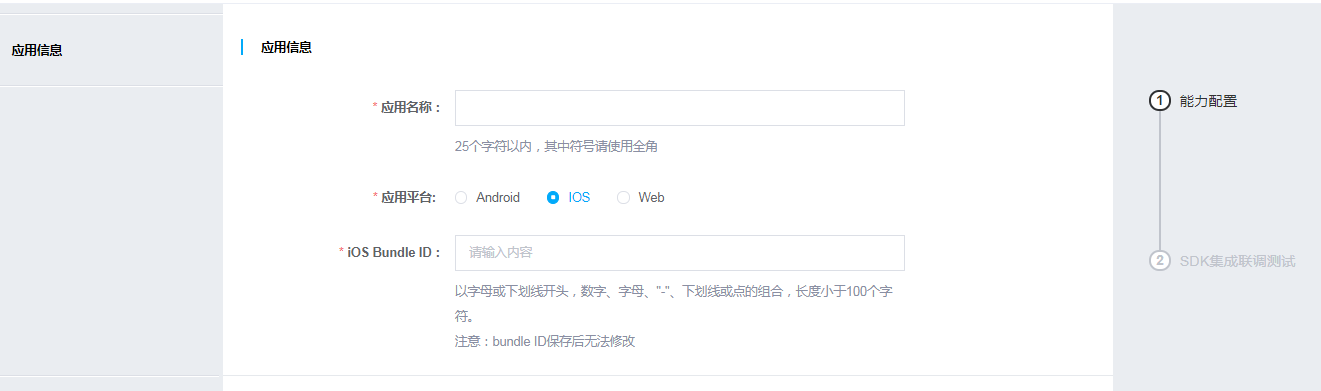 应用信息
应用信息
* 应用名称：
25个字符以内，其中符号请使用全角
* 应用平台: Android IOS Web
* iOS Bundle ID： 请输入内容
以字母或下划线开头，数字、字母、"-"、下划线或点的组合，长度小于100个字
符。
注意：bundle ID保存后无法修改
1 能力配置
2 SDK集成联调测试